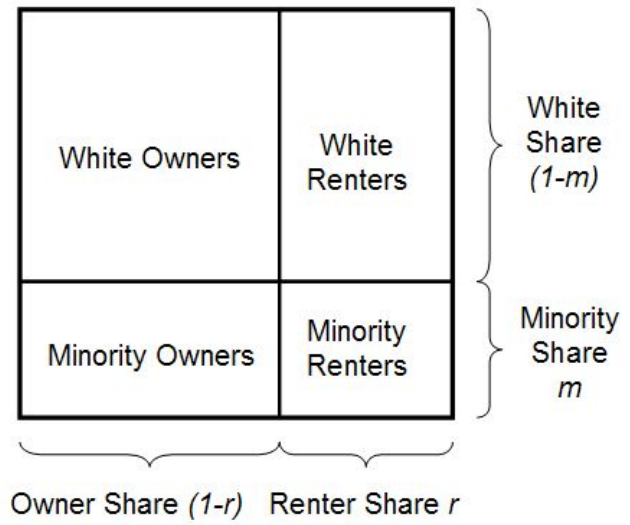 White Owners
White
Renters
White
Share
(1-m)
Minority Owners
Minority
Renters
Minority
Share
m
Owner Share (1-r)
Renter Share r